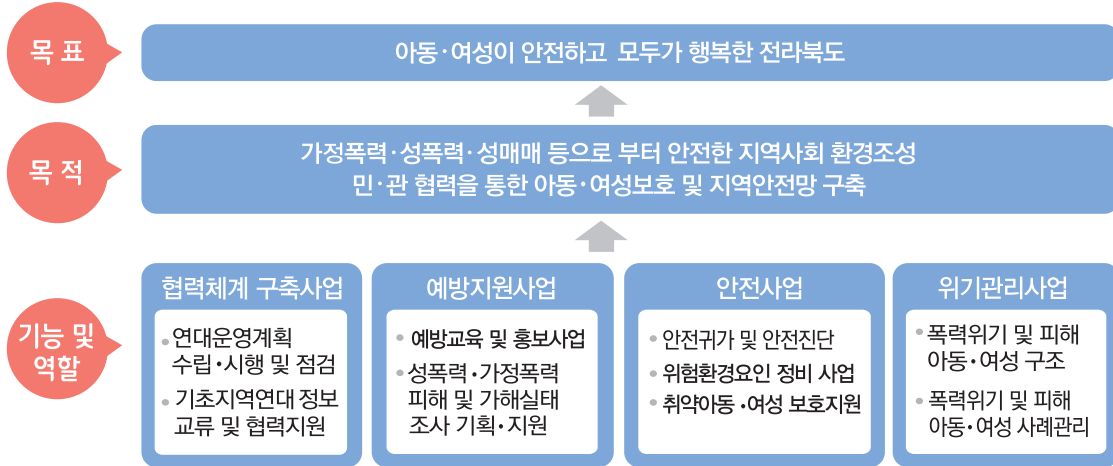 목 표
아동·여성이 안전하고 모두가 행복한 전라북도
목 적
가정폭력·성폭력·성매매 등으로 부터 안전한 지역사회 환경조성
민·관 협력을 통한 아동·여성보호 및 지역안전망 구축
기능 및
역할
협력체계 구축사업
• 연대운영계획
수립·시행 및 점검
• 기초지역연대 정보
교류 및 협력지원
예방지원사업
• 예방교육 및 홍보사업
• 성폭력·가정폭력
피해 및 가해실태
조사 기획·지원
안전사업
• 안전귀가 및 안전진단
• 위험환경요인 정비 사업
• 취약아동·여성 보호지원
위기관리사업
• 폭력위기 및 피해
아동·여성 구조
• 폭력위기 및 피해
아동·여성 사례관리